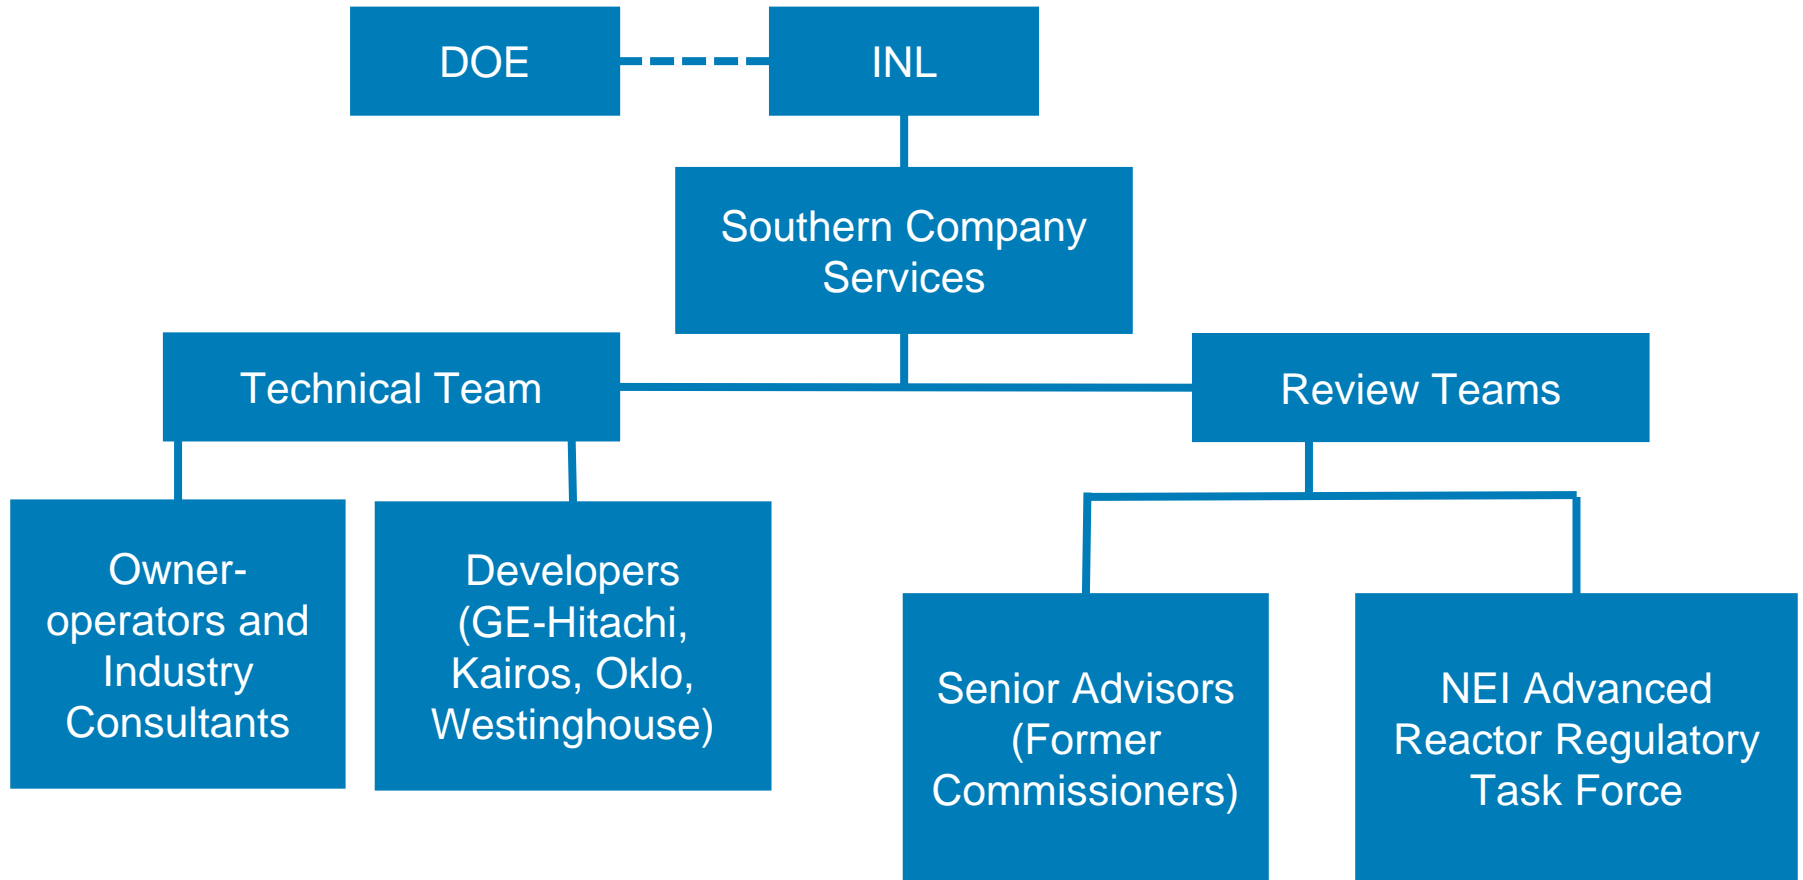 DOE
INL
Southern Company
Services
Technical Team
Review Teams
Owner-
operators and
Industry
Consultants
Developers
(GE-Hitachi,
Kairos, Oklo,
Westinghouse)
Senior Advisors
(Former
Commissioners)
NEI Advanced
Reactor Regulatory
Task Force